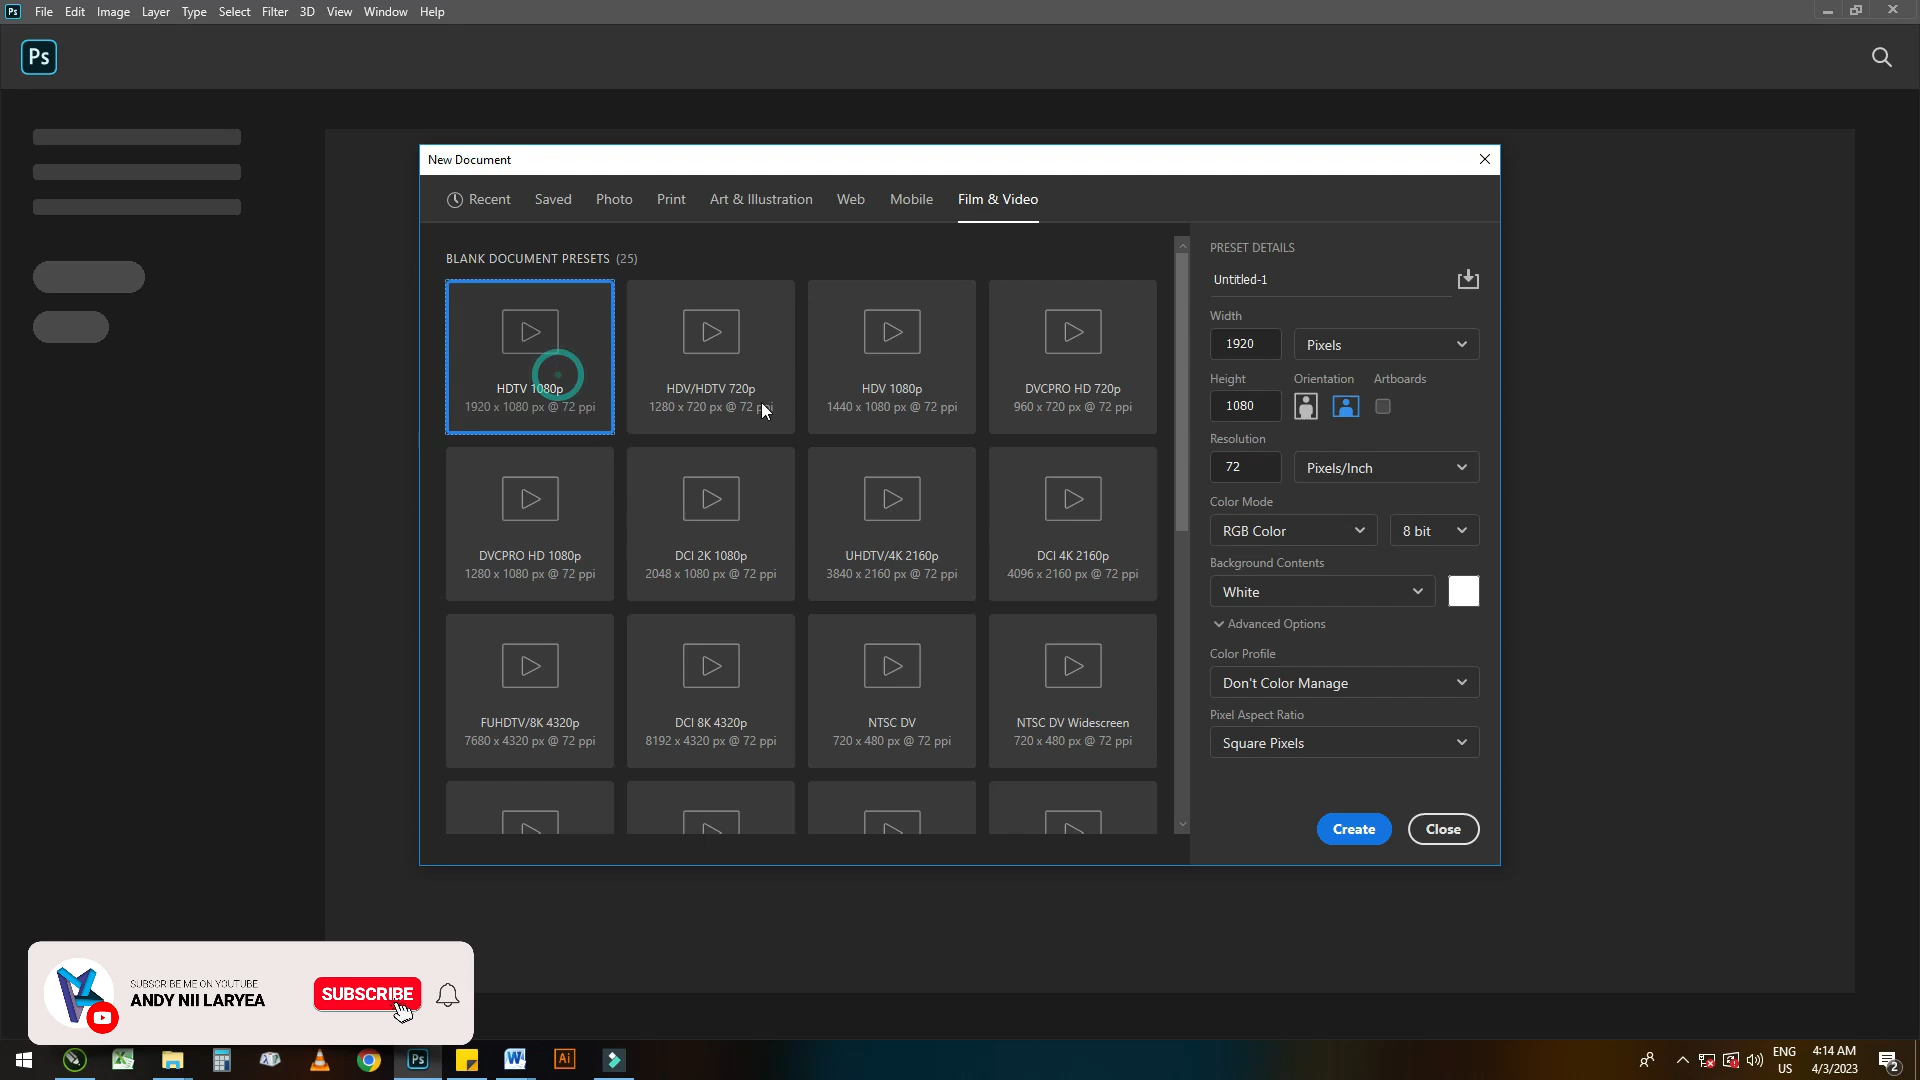 Ps File Edit Image Layer Type Select Filter 3D View Window Help
Ps
New Document
Recent Saved Photo Print Art & Illustration Web Mobile Film & Video
BLANK DOCUMENT PRESETS (25)
HDTV 1080p
1920 x 1080 px @ 72 ppi
HDV/HDTV 720p
1280 x 720 px @ 72 ppi
HDV 1080p
1440 x 1080 px @ 72 ppi
DVCPRO HD 720p
960 x 720 px @ 72 ppi
DVCPRO HD 1080p
1280 x 1080 px @ 72 ppi
DCI 2K 1080p
2048 x 1080 px @ 72 ppi
UHDTV/4K 2160p
3840 x 2160 px @ 72 ppi
DCI 4K 2160p
4096 x 2160 px @ 72 ppi
FUHDTV/8K 4320p
7680 x 4320 px @ 72 ppi
DCI 8K 4320p
8192 x 4320 px @ 72 ppi
NTSC DV
720 x 480 px @ 72 ppi
NTSC DV Widescreen
720 x 480 px @ 72 ppi
PRESET DETAILS
Untitled-1
Width
1920 Pixels
Height Orientation Artboards
1080
Resolution
72 Pixels/Inch
Color Mode
RGB Color 8 bit
Background Contents
White
Advanced Options
Color Profile
Don't Color Manage
Pixel Aspect Ratio
Square Pixels
Create Close
SUBSCRIBE ME ON YOUTUBE
ANDY NII LARYEA
SUBSCRIBE
Ps W Ai
ENG
US
4:14 AM
4/3/2023
2